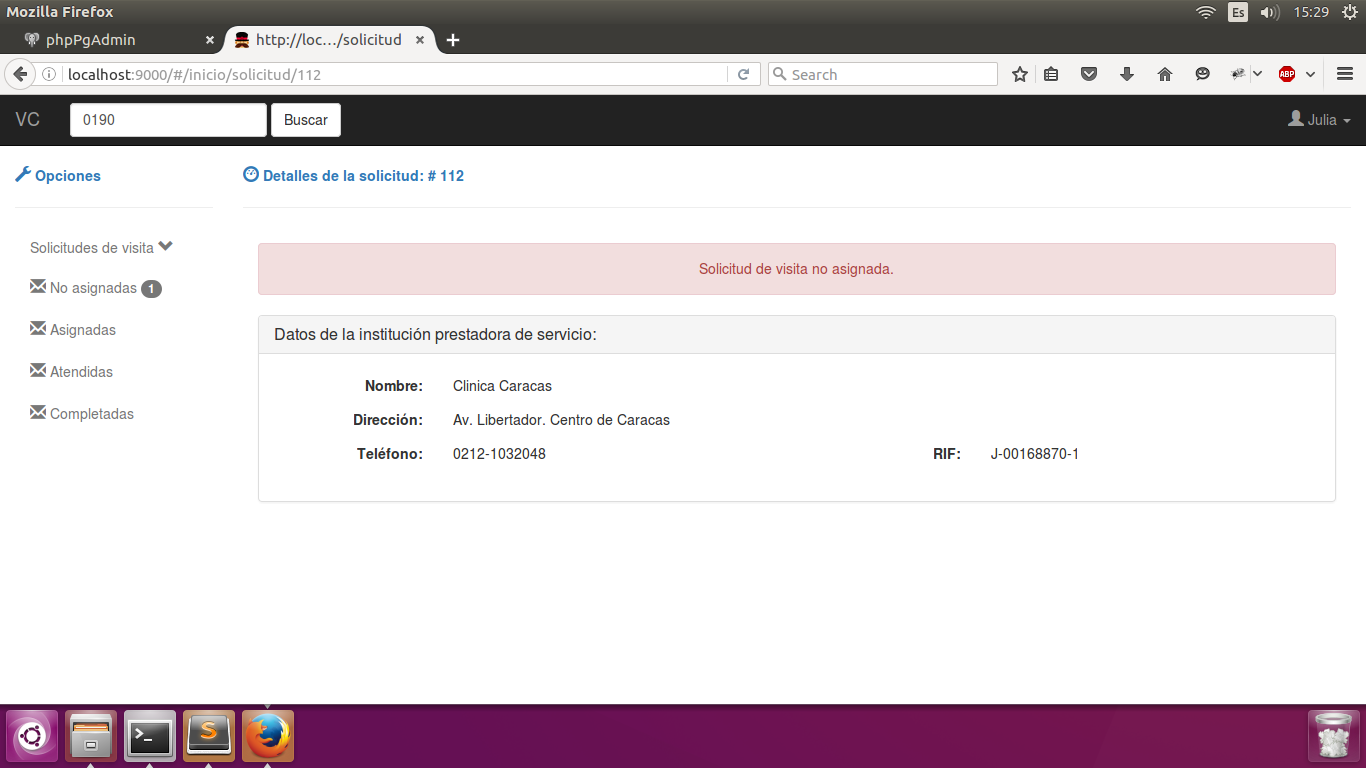 Mozilla Firefox
Es
15:29
phpPgAdmin
http://loc.../solicitud
localhost:9000/#/inicio/solicitud/112
Search
ABP
VC
0190
Buscar
Julia
Opciones
Detalles de la solicitud: # 112
Solicitudes de visita
No asignadas 1
Asignadas
Atendidas
Completadas
Solicitud de visita no asignada.
Datos de la institución prestadora de servicio:
Nombre: Clinica Caracas
Dirección: Av. Libertador. Centro de Caracas
Teléfono: 0212-1032048
RIF: J-00168870-1
>_
S